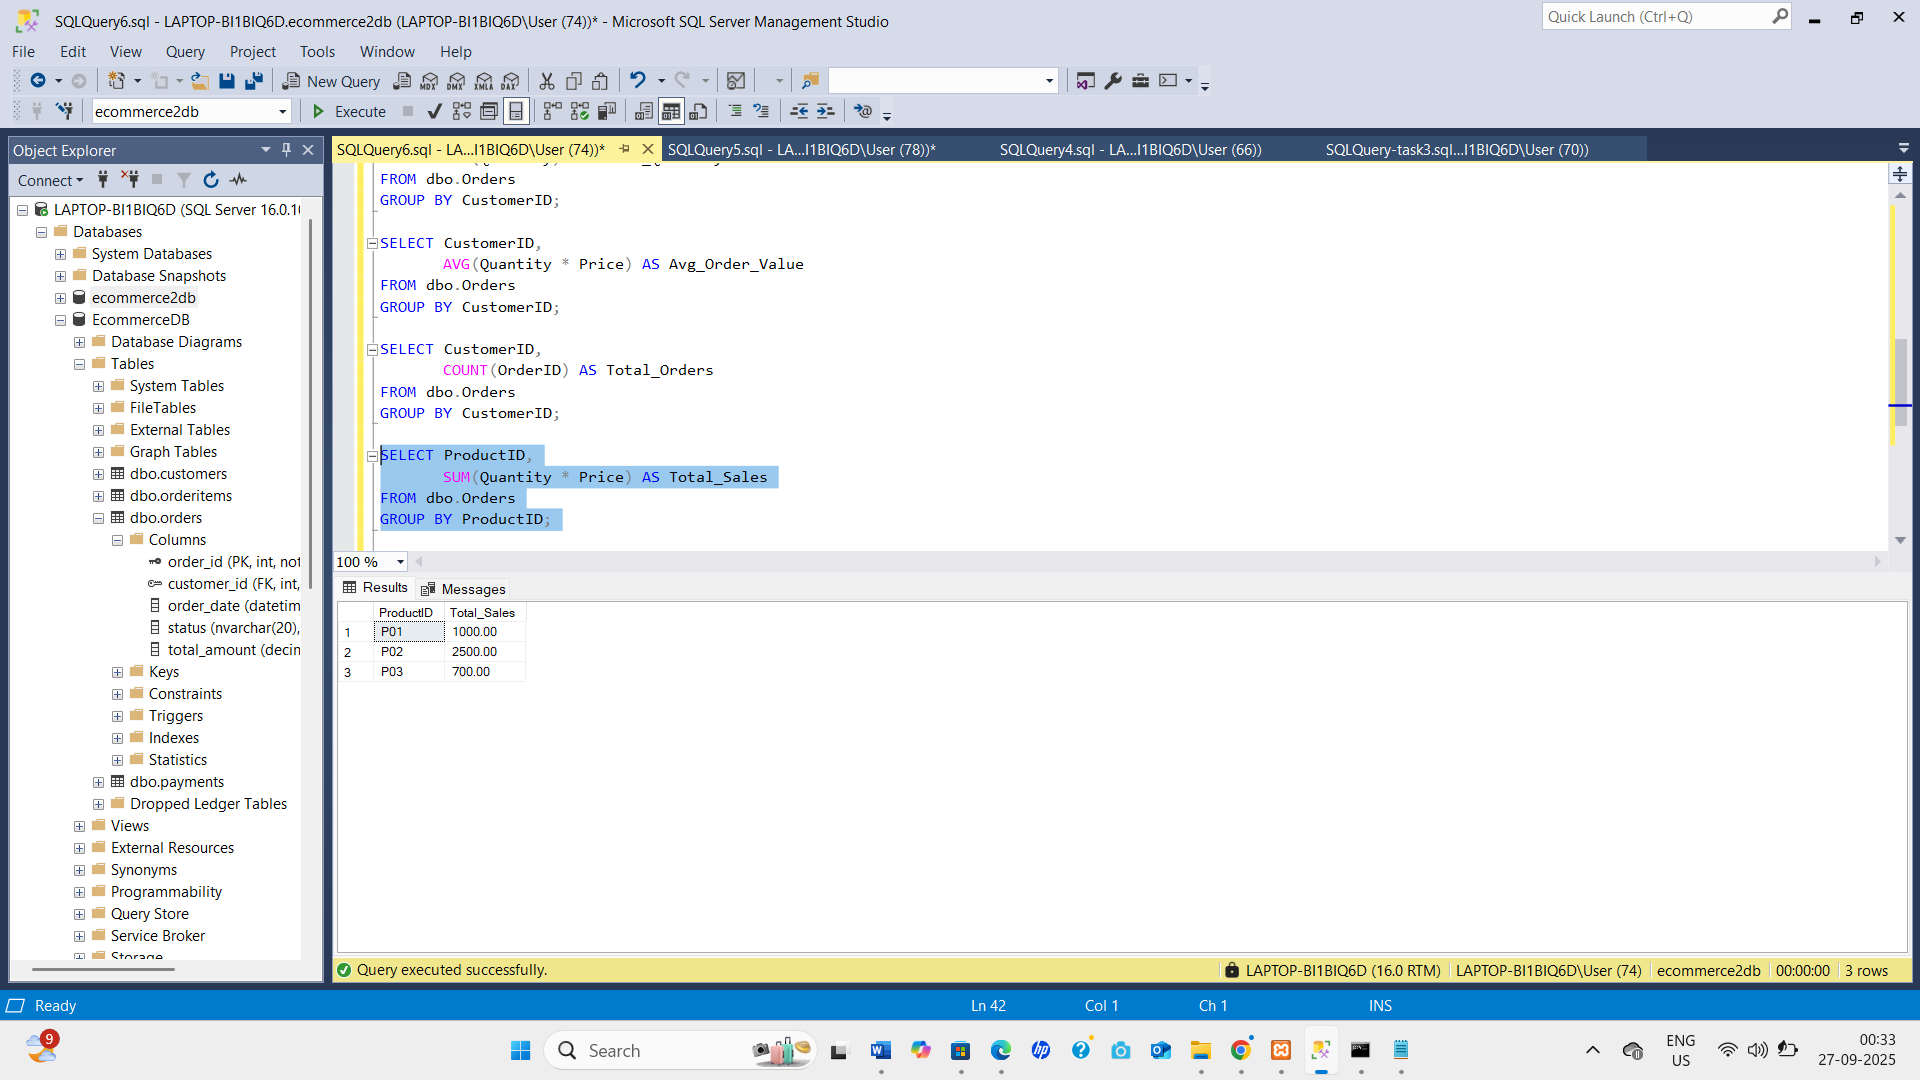 SQLQuery6.sql - LAPTOP-BI1BIQ6D.ecommerce2db (LAPTOP-BI1BIQ6D\User (74))* - Microsoft SQL Server Management Studio
Quick Launch (Ctrl+Q)
File Edit View Query Project Tools Window Help
New Query MDX DMX XMLA DAX
ecommerce2db Execute
Object Explorer
SQLQuery6.sql - LA...I1BIQ6D\User (74))* SQLQuery5.sql - LA...I1BIQ6D\User (78))* SQLQuery4.sql - LA...I1BIQ6D\User (66)) SQLQuery-task3.sql...I1BIQ6D\User (70))
Connect
LAPTOP-BI1BIQ6D (SQL Server 16.0.10
Databases
System Databases
Database Snapshots
ecommerce2db
EcommerceDB
Database Diagrams
Tables
System Tables
FileTables
External Tables
Graph Tables
dbo.customers
dbo.orderitems
dbo.orders
Columns
order_id (PK, int, not
customer_id (FK, int,
order_date (datetim
status (nvarchar(20),
total_amount (decin
Keys
Constraints
Triggers
Indexes
Statistics
dbo.payments
Dropped Ledger Tables
Views
External Resources
Synonyms
Programmability
Query Store
Service Broker
Storage
FROM dbo.Orders
GROUP BY CustomerID;
SELECT CustomerID,
AVG(Quantity * Price) AS Avg_Order_Value
FROM dbo.Orders
GROUP BY CustomerID;
SELECT CustomerID,
COUNT(OrderID) AS Total_Orders
FROM dbo.Orders
GROUP BY CustomerID;
SELECT ProductID,
SUM(Quantity * Price) AS Total_Sales
FROM dbo.Orders
GROUP BY ProductID;
100 %
Results Messages
ProductID Total_Sales
1 P01 1000.00
2 P02 2500.00
3 P03 700.00
Query executed successfully.
LAPTOP-BI1BIQ6D (16.0 RTM) LAPTOP-BI1BIQ6D\User (74) ecommerce2db 00:00:00 3 rows
Ready Ln 42 Col 1 Ch 1 INS
9
Search
ENG
US
00:33
27-09-2025